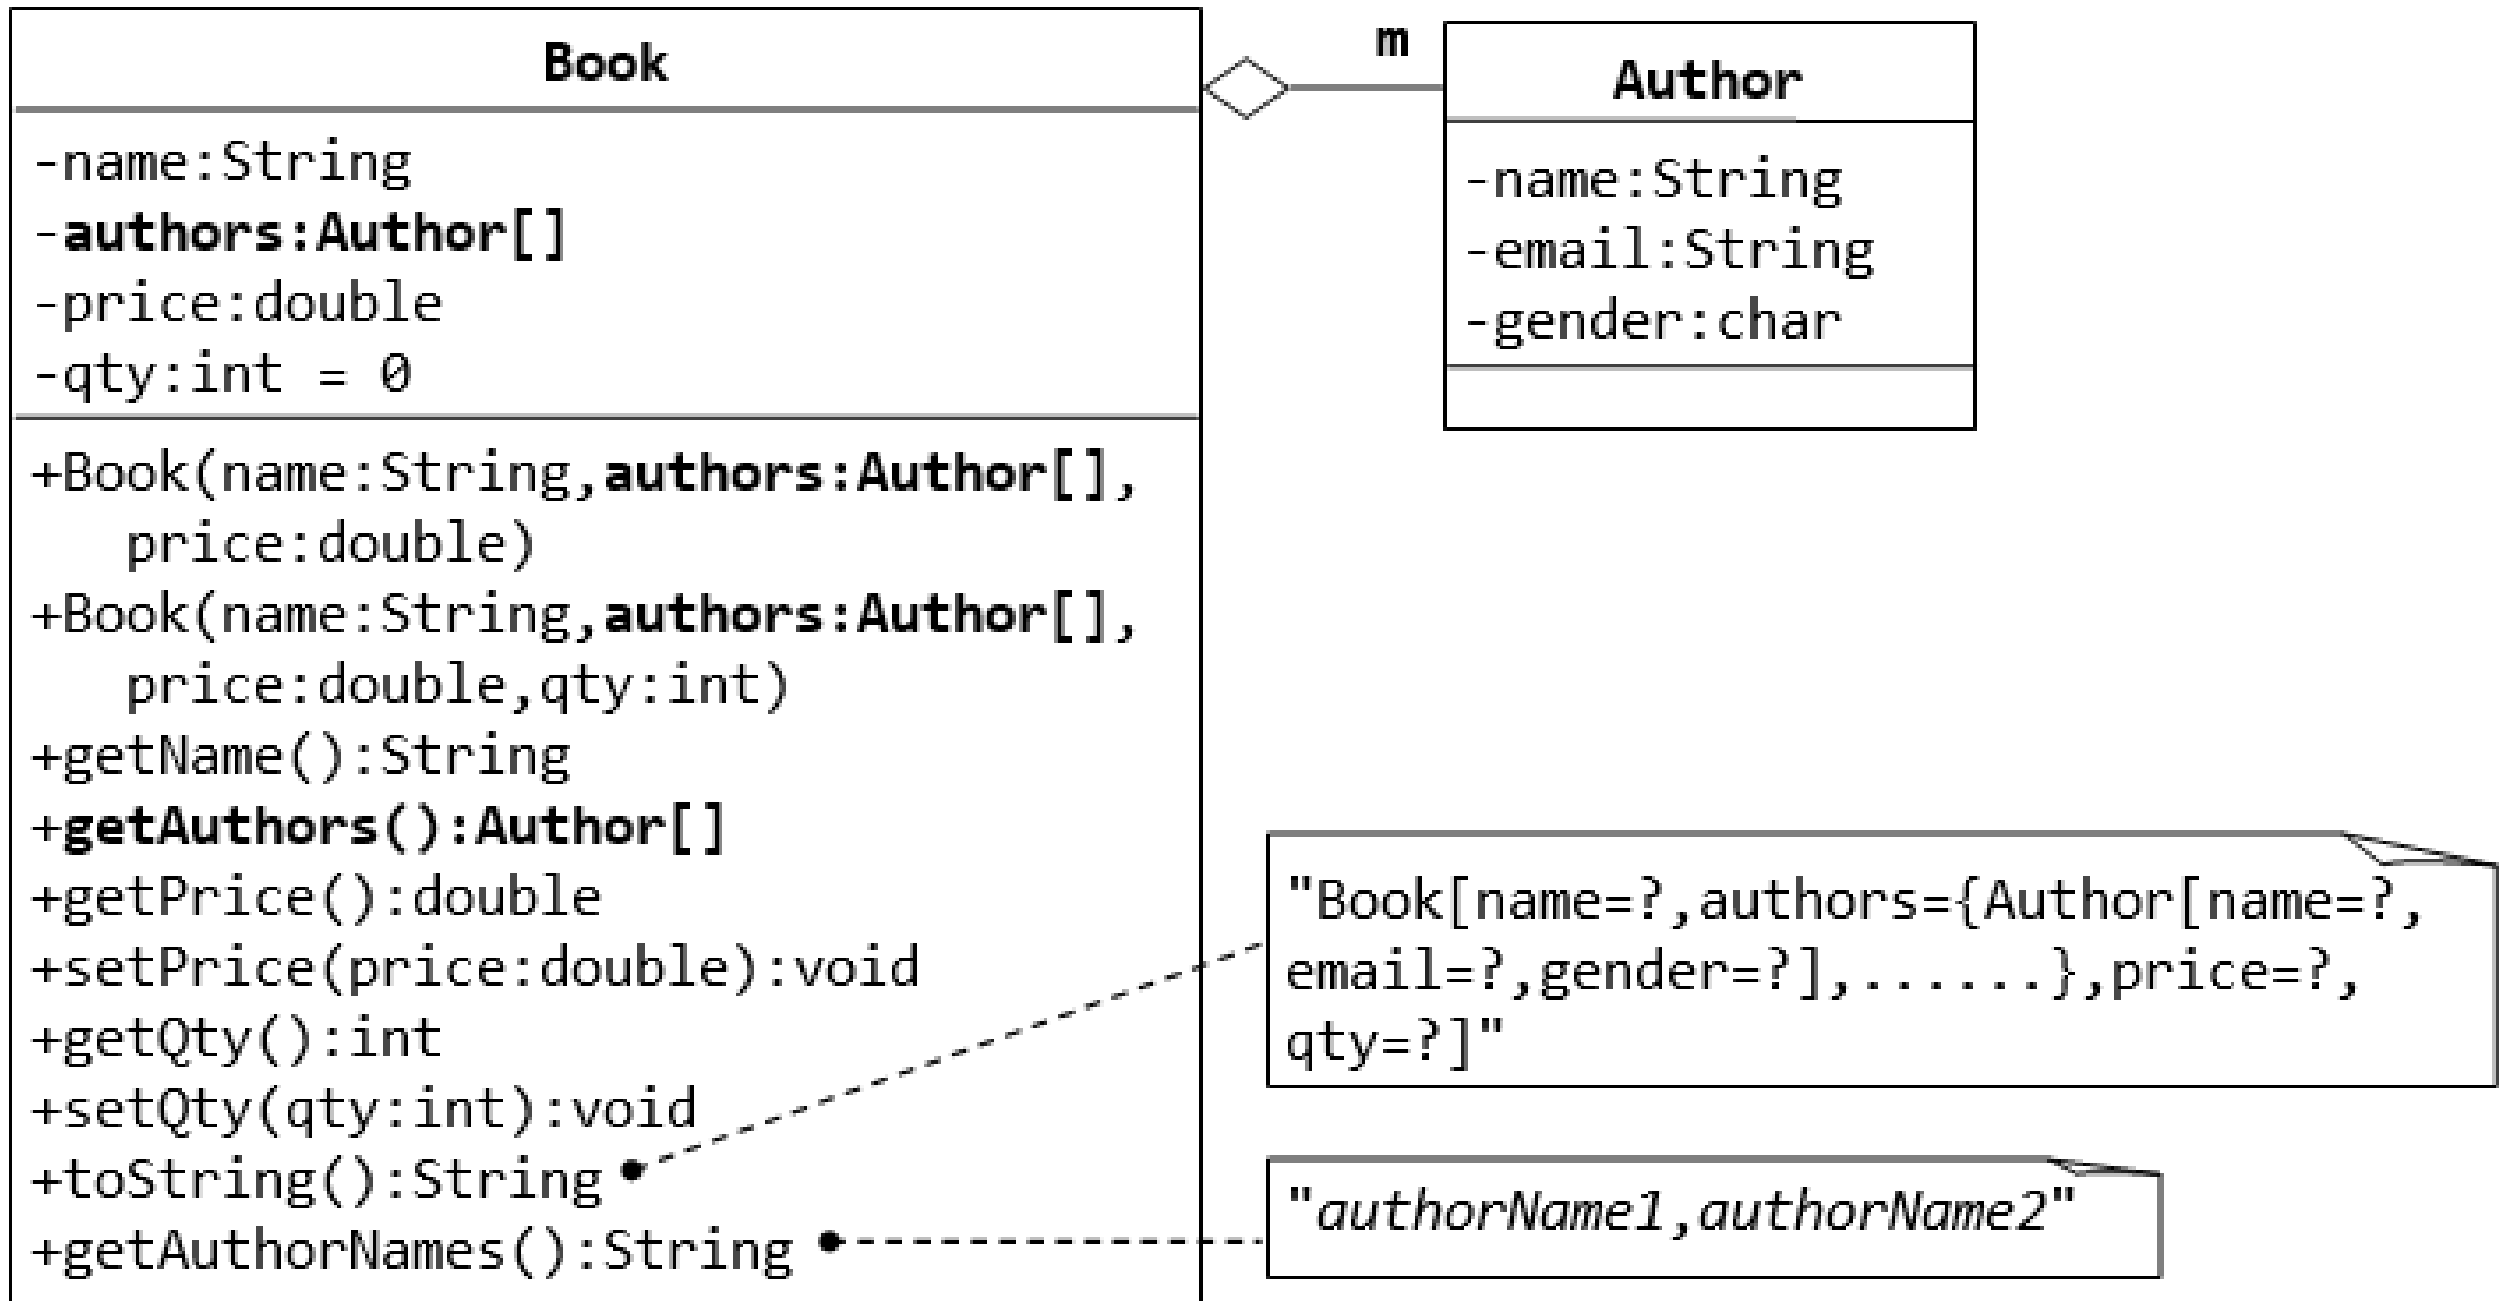 Book
-name:String
-authors:Author[]
-price:double
-qty:int = 0
+Book(name:String,authors:Author[],
price:double)
+Book(name:String,authors:Author[],
price:double,qty:int)
+getName():String
+getAuthors():Author[]
+getPrice():double
+setPrice(price:double):void
+getQty():int
+setQty(qty:int):void
+toString():String
+getAuthorNames():String
m
Author
-name:String
-email:String
-gender:char
"Book[name=?,authors={Author[name=?,
email=?,gender=?],......},price=?,
qty=?]"
"authorName1,authorName2"